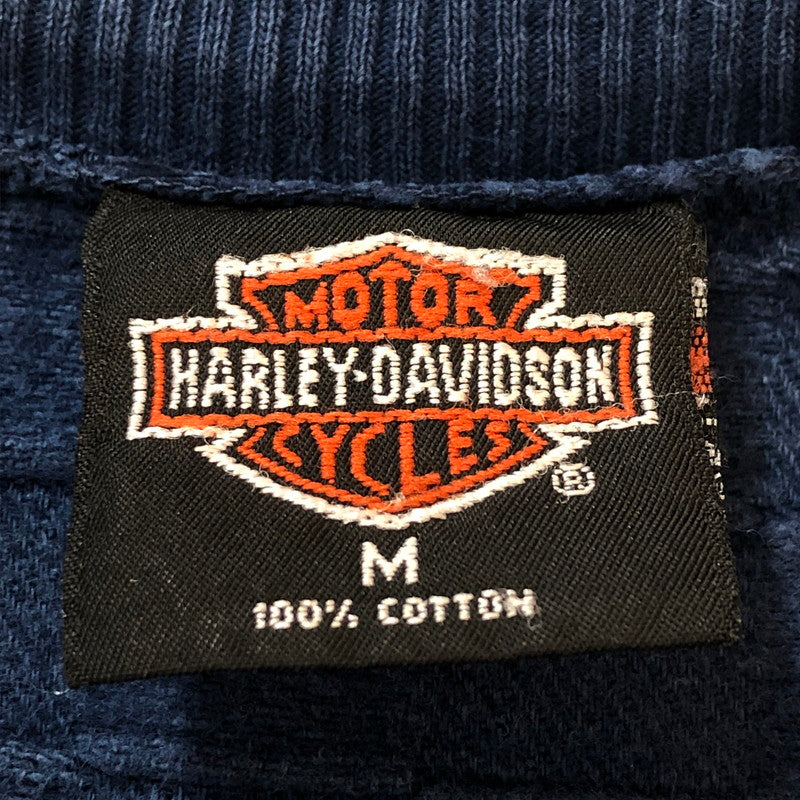 MOTOR
HARLEY-DAVIDSON
CYCLES
®
M
100% COTTON